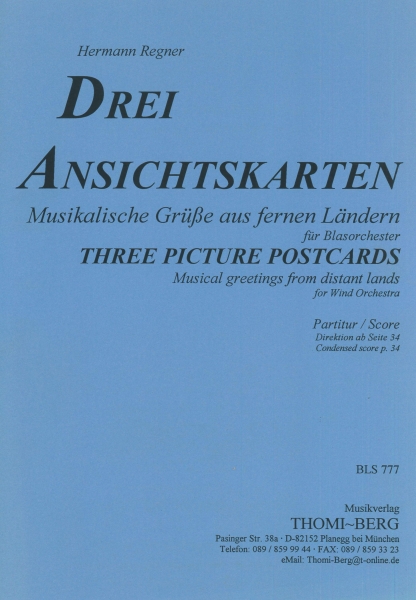 Hermann Regner
DREI
ANSICHTSKARTEN
Musikalische Grüße aus fernen Ländern
für Blasorchester
THREE PICTURE POSTCARDS
Musical greetings from distant lands
for Wind Orchestra
Partitur / Score
Direktion ab Seite 34
Condensed score p. 34
BLS 777
Musikverlag
THOMI~BERG
Pasinger Str. 38a · D-82152 Planegg bei München
Telefon: 089 / 859 99 44 · FAX: 089 / 859 33 23
eMail: Thomi-Berg@t-online.de